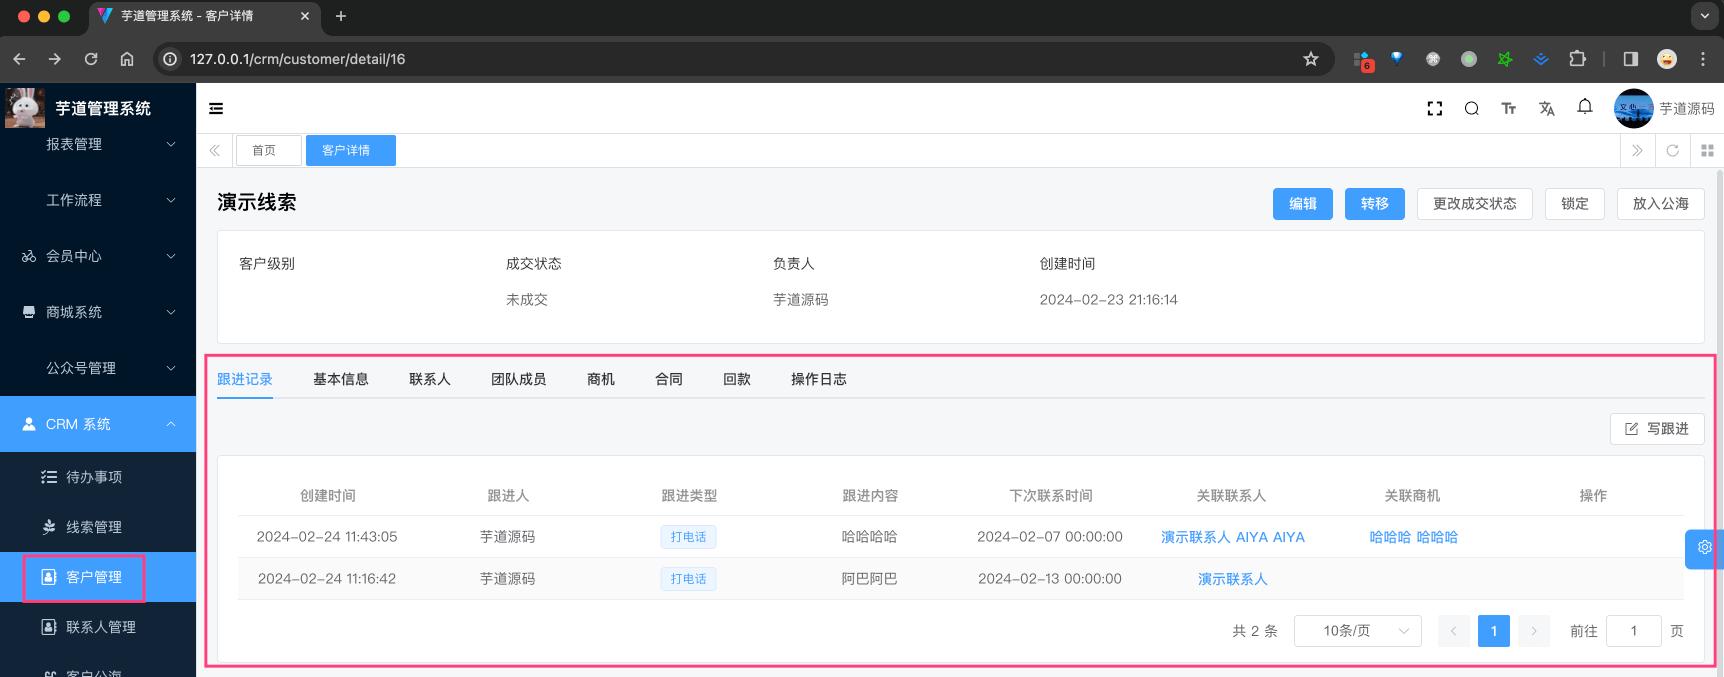 芋道管理系统 - 客户详情
127.0.0.1/crm/customer/detail/16
6
芋道管理系统
芋道源码
报表管理
工作流程
会员中心
商城系统
公众号管理
CRM 系统
待办事项
线索管理
客户管理
联系人管理
客户公海
首页
客户详情
演示线索
编辑
转移
更改成交状态
锁定
放入公海
客户级别 成交状态 负责人 创建时间
未成交 芋道源码 2024-02-23 21:16:14
跟进记录 基本信息 联系人 团队成员 商机 合同 回款 操作日志
写跟进
创建时间 跟进人 跟进类型 跟进内容 下次联系时间 关联联系人 关联商机 操作
2024-02-24 11:43:05 芋道源码 打电话 哈哈哈哈 2024-02-07 00:00:00 演示联系人 AIYA AIYA 哈哈哈 哈哈哈
2024-02-24 11:16:42 芋道源码 打电话 阿巴阿巴 2024-02-13 00:00:00 演示联系人
共 2 条 10条/页 1 前往 1 页